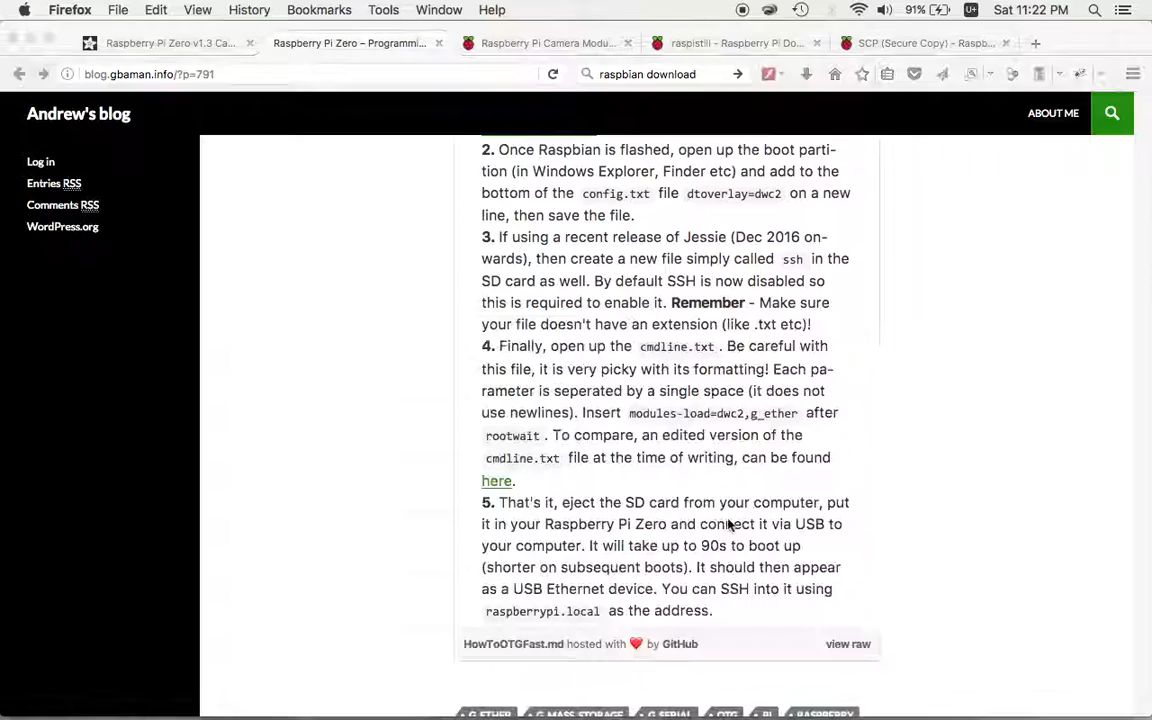 Firefox File Edit View History Bookmarks Tools Window Help 91% U+ Sat 11:22 PM
Raspberry Pi Zero v1.3 Ca... × Raspberry Pi Zero – Programmi... × Raspberry Pi Camera Modu... × raspistill - Raspberry Pi Do... × SCP (Secure Copy) - Raspb... × +
blog.gbaman.info/?p=791 raspbian download
Andrew's blog ABOUT ME
Log in
Entries RSS
Comments RSS
WordPress.org
2. Once Raspbian is flashed, open up the boot parti-
tion (in Windows Explorer, Finder etc) and add to the
bottom of the config.txt file dtoverlay=dwc2 on a new
line, then save the file.
3. If using a recent release of Jessie (Dec 2016 on-
wards), then create a new file simply called ssh in the
SD card as well. By default SSH is now disabled so
this is required to enable it. Remember - Make sure
your file doesn't have an extension (like .txt etc)!
4. Finally, open up the cmdline.txt . Be careful with
this file, it is very picky with its formatting! Each pa-
rameter is seperated by a single space (it does not
use newlines). Insert modules-load=dwc2,g_ether after
rootwait . To compare, an edited version of the
cmdline.txt file at the time of writing, can be found
here.
5. That's it, eject the SD card from your computer, put
it in your Raspberry Pi Zero and connect it via USB to
your computer. It will take up to 90s to boot up
(shorter on subsequent boots). It should then appear
as a USB Ethernet device. You can SSH into it using
raspberrypi.local as the address.
HowToOTGFast.md hosted with ❤ by GitHub view raw
G_ETHER G_MASS_STORAGE G_SERIAL OTG PI RASPBERRY